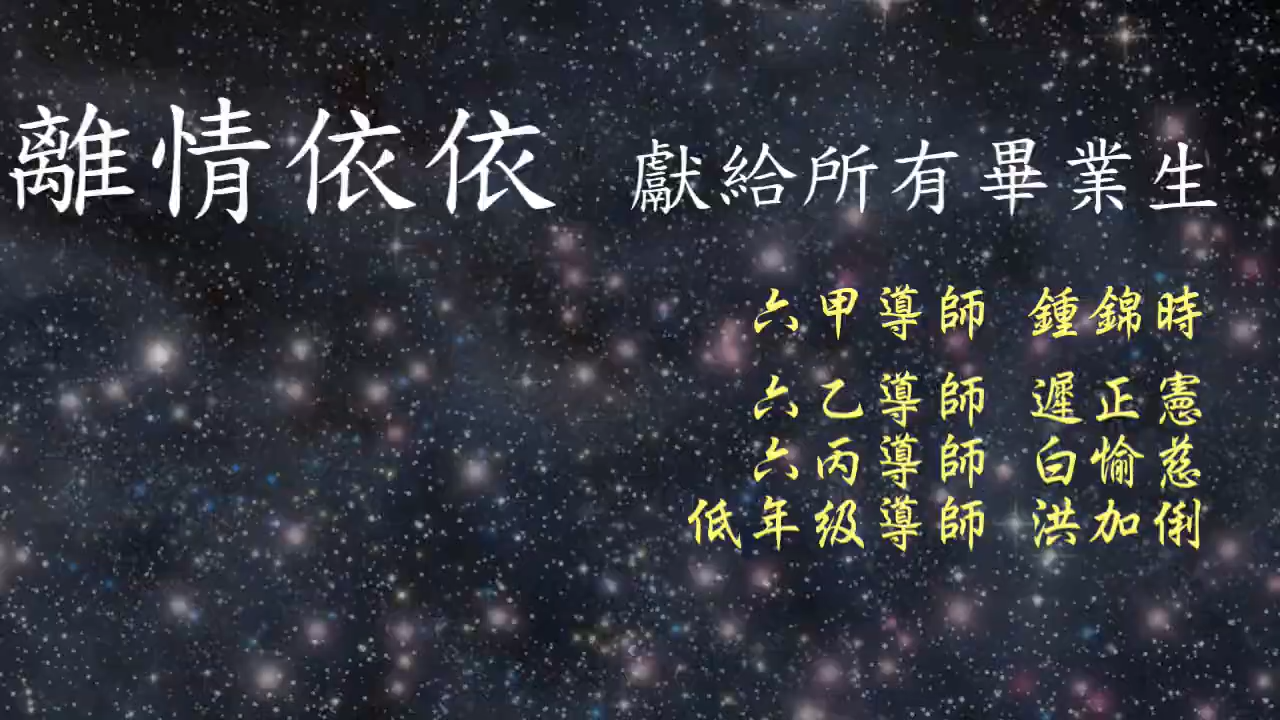 離情依依 獻給所有畢業生
六甲導師 鍾錦時
六乙導師 遲正憲
六丙導師 白愉慈
低年级導師 洪加俐